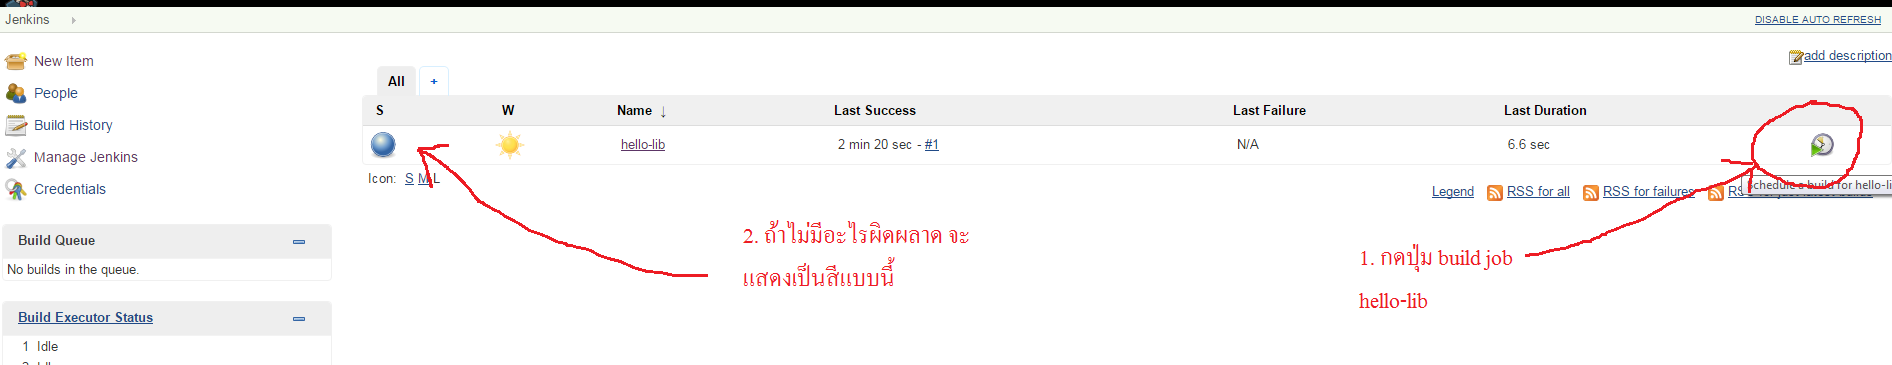 Jenkins
DISABLE AUTO REFRESH
New Item
People
Build History
Manage Jenkins
Credentials
add description
All +
S W Name ↓ Last Success Last Failure Last Duration
hello-lib 2 min 20 sec - #1 N/A 6.6 sec
Icon: S M L
Schedule a build for hello-li
Legend RSS for all RSS for failures
Build Queue
No builds in the queue.
Build Executor Status
1 Idle
2. ถ้าไม่มีอะไรผิดผลาด จะ
แสดงเป็นสีแบบนี้
1. กดปุ่ม build job
hello-lib